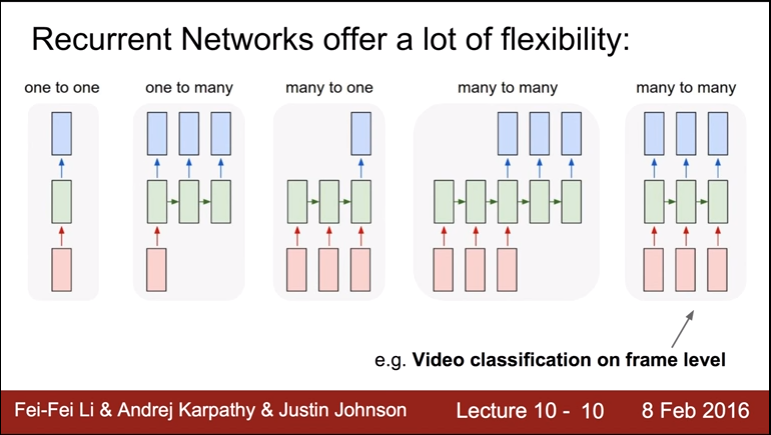 Recurrent Networks offer a lot of flexibility:
one to one
one to many
many to one
many to many
many to many
e.g. Video classification on frame level
Fei-Fei Li & Andrej Karpathy & Justin Johnson
Lecture 10 - 10
8 Feb 2016